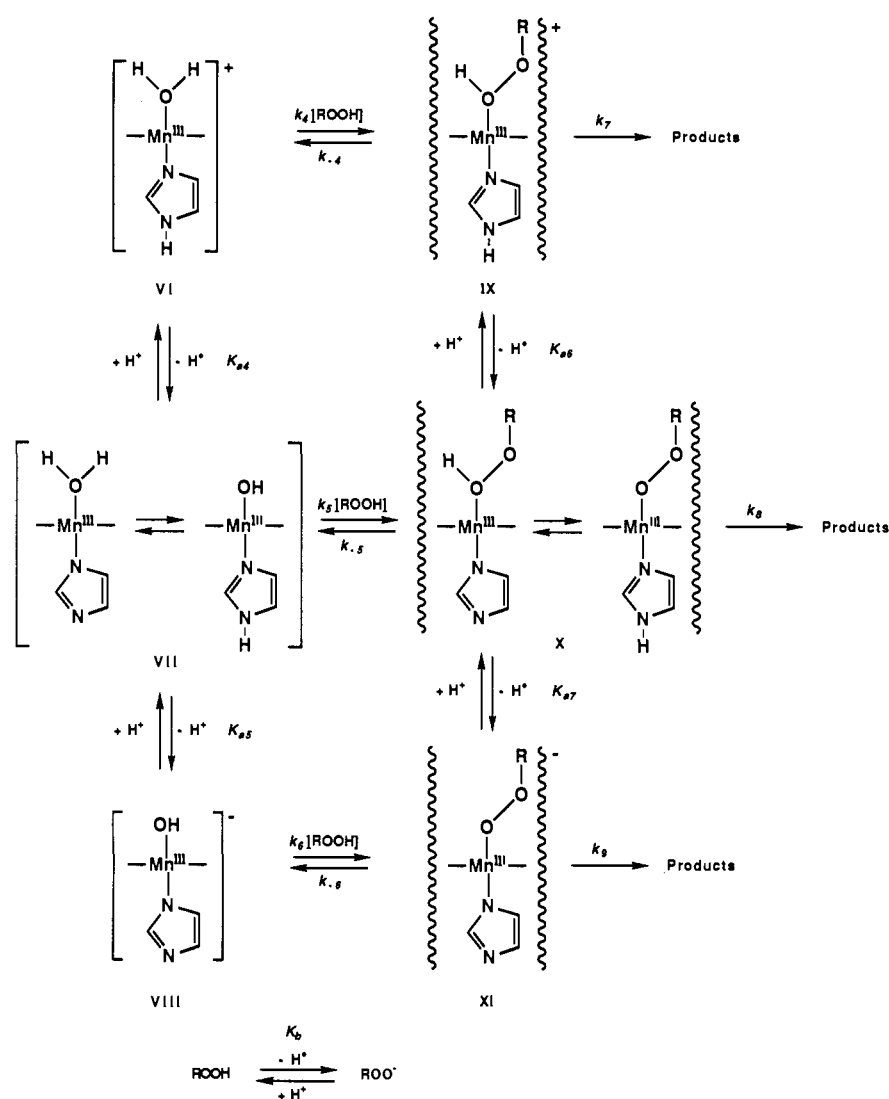 H H +
O
Mn III
N
N
H
VI
k4 [ROOH]
k-4
R +
O
H
O
Mn III
N
N
H
IX
k7
Products
+ H+ - H+ Ka4
+ H+ - H+ Ka6
H H
O
Mn III
N
N
OH
Mn III
N
N
H
VII
k5 [ROOH]
k-5
R
O
H
O
Mn III
N
N
R
O
O
Mn III
N
N
H
X
k8
Products
+ H+ - H+ Ka5
+ H+ - H+ Ka7
OH -
Mn III
N
N
VIII
k6 [ROOH]
k-6
R -
O
O
Mn III
N
N
XI
k9
Products
Kb
- H+
ROOH ROO-
+ H+